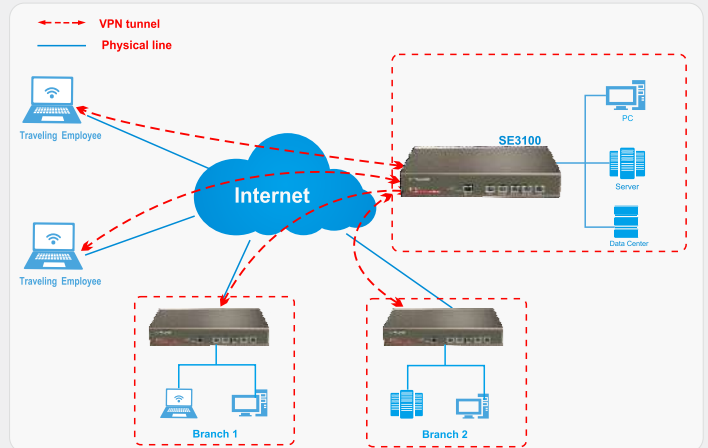 VPN tunnel
Physical line
Traveling Employee
Traveling Employee
Internet
SE3100
PC
Server
Data Center
Branch 1
Branch 2